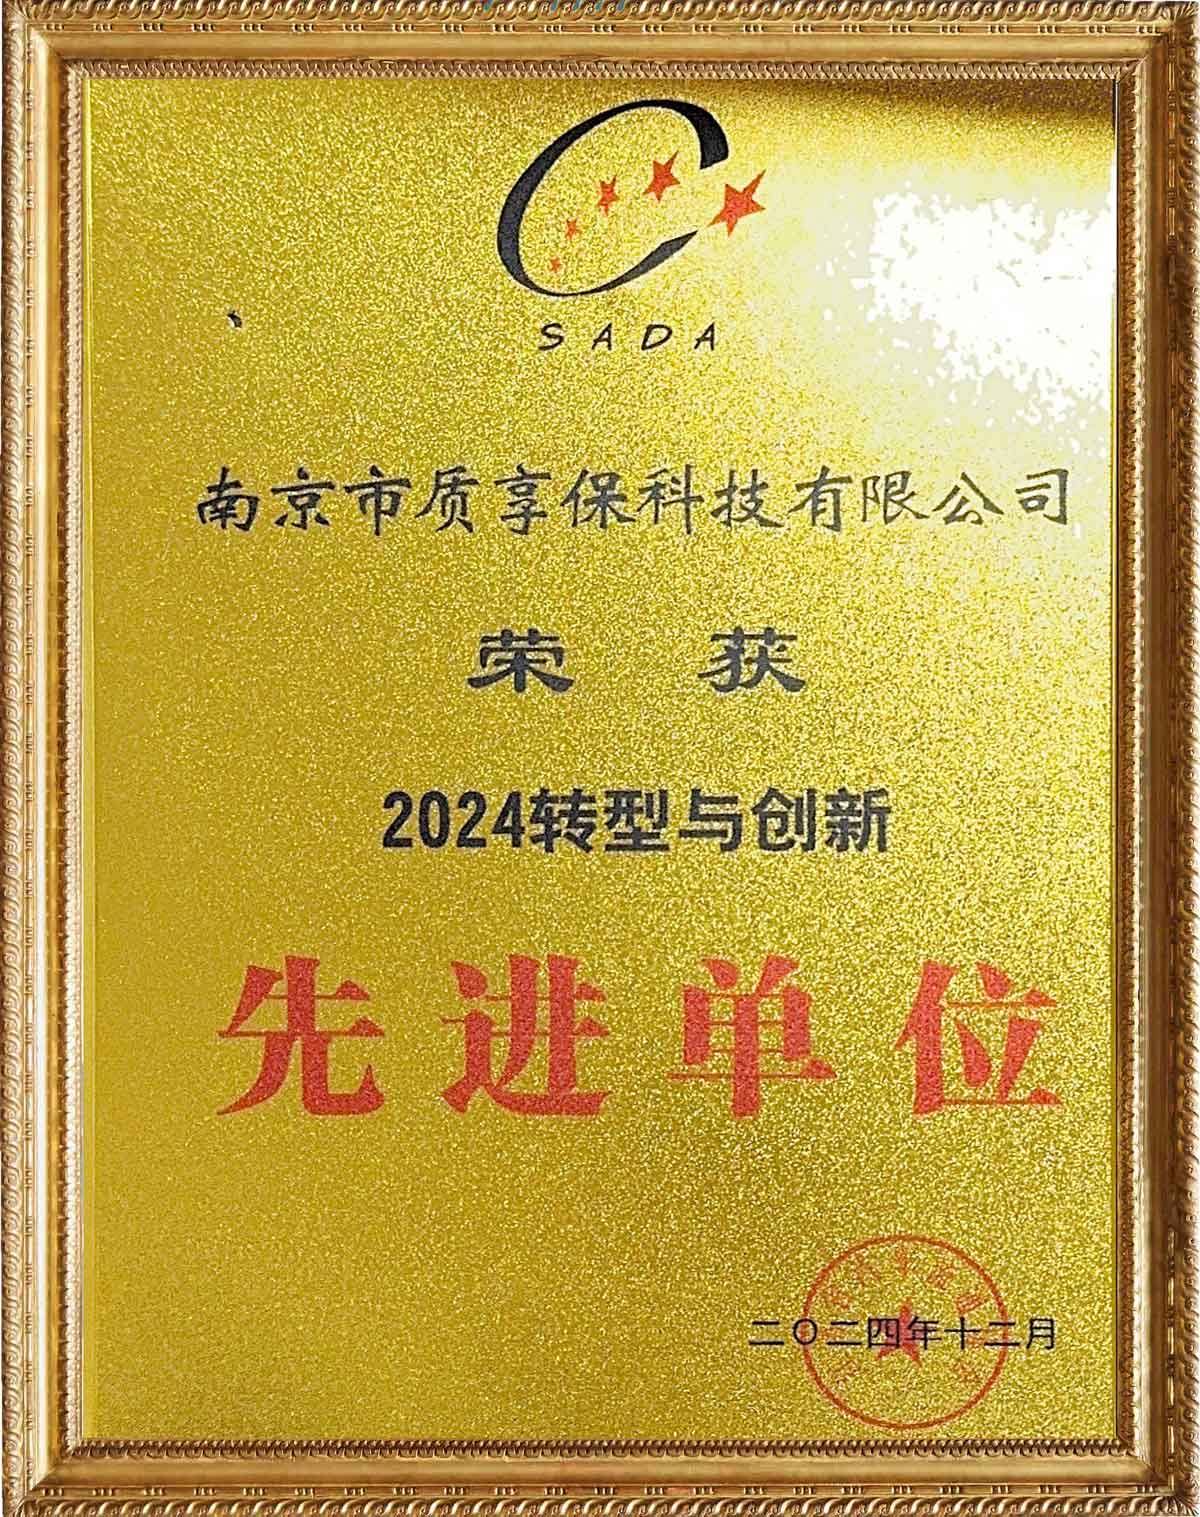 SADA
南京市质享保科技有限公司
荣获
2024转型与创新
先进单位
二〇二四年十二月